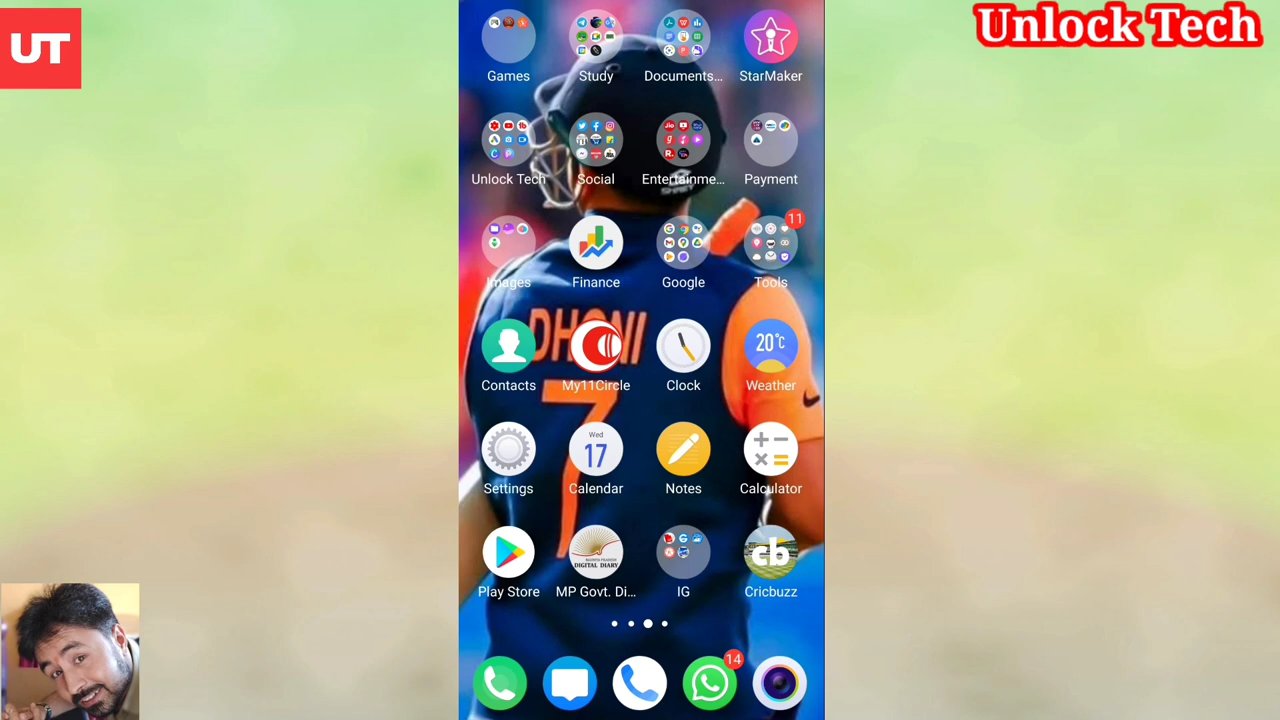 UT
Unlock Tech
Games
Study
Documents...
StarMaker
Unlock Tech
Social
Entertainme...
Payment
11
Images
Finance
Google
Tools
DHONI
7
20°C
Contacts
My11Circle
Clock
Weather
Wed
17
Settings
Calendar
Notes
Calculator
DIGITAL DIARY
cb
Play Store
MP Govt. Di...
IG
Cricbuzz
14